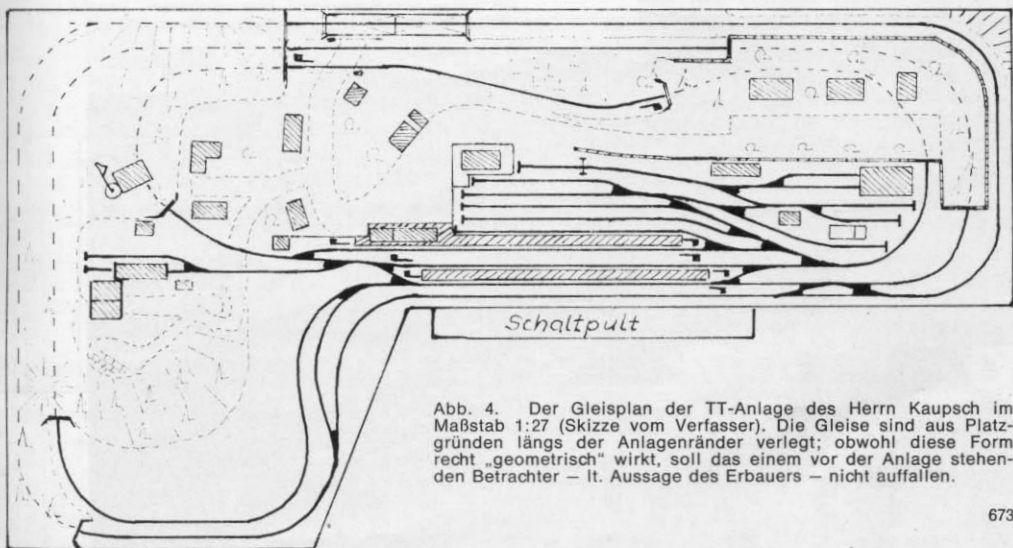 Schaltpult
Abb. 4. Der Gleisplan der TT-Anlage des Herrn Kaupsch im
Maßstab 1:27 (Skizze vom Verfasser). Die Gleise sind aus Platz-
gründen längs der Anlagenränder verlegt; obwohl diese Form
recht „geometrisch“ wirkt, soll das einem vor der Anlage stehen-
den Betrachter – lt. Aussage des Erbauers – nicht auffallen.
673